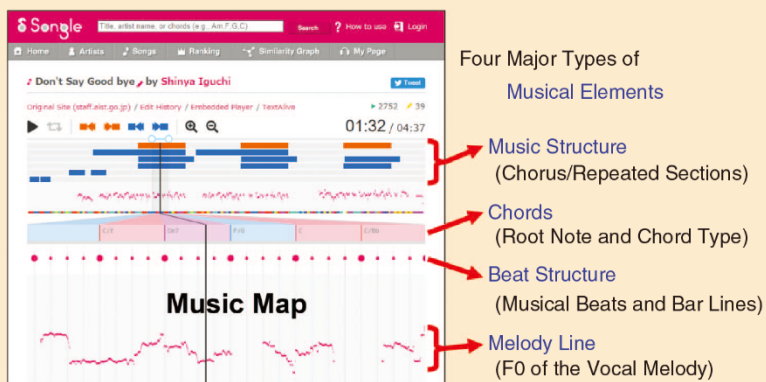 Songle
Title, artist name, or chords (e.g., Am,F,G,C)
Search
? How to use
Login
Home
Artists
Songs
Ranking
Similarity Graph
My Page
Don't Say Good bye by Shinya Iguchi
Tweet
Original Site (staff.aist.go.jp) / Edit History / Embedded Player / TextAlive
2752
39
01:32 / 04:37
F/G
C
C/Bb
Music Map
Four Major Types of
Musical Elements
Music Structure
(Chorus/Repeated Sections)
Chords
(Root Note and Chord Type)
Beat Structure
(Musical Beats and Bar Lines)
Melody Line
(F0 of the Vocal Melody)